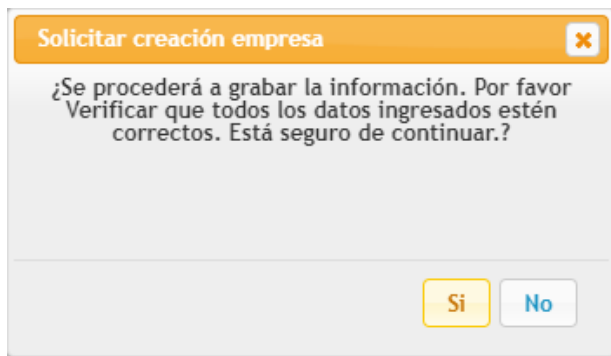 Solicitar creación empresa
¿Se procederá a grabar la información. Por favor
Verificar que todos los datos ingresados estén
correctos. Está seguro de continuar.?
Si
No